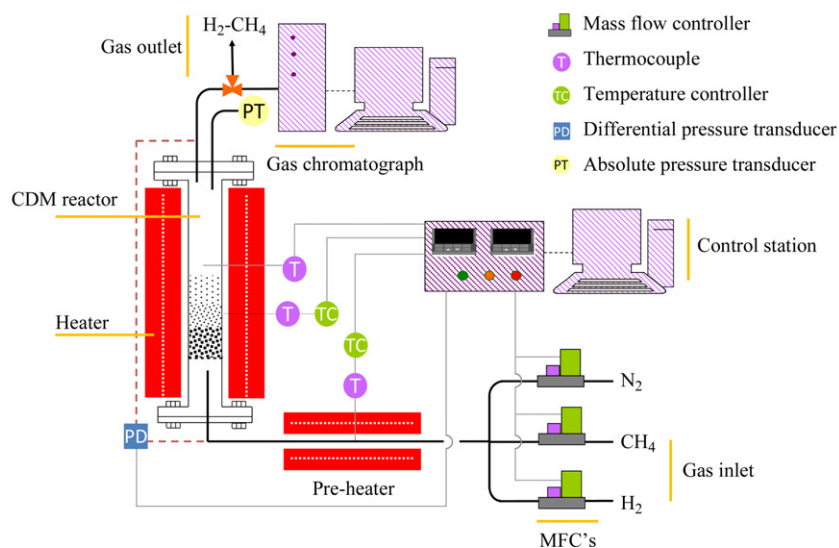 H2-CH4
Gas outlet
PT
Gas chromatograph
Mass flow controller
T Thermocouple
TC Temperature controller
PD Differential pressure transducer
PT Absolute pressure transducer
CDM reactor
Control station
T
Heater
T TC
TC
T
PD
Pre-heater
N2
CH4
Gas inlet
H2
MFC's